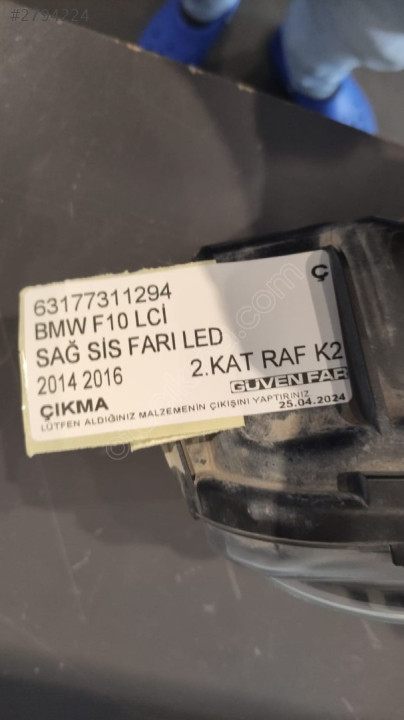 #2794224
63177311294
Ç
BMW F10 LCİ
SAĞ SİS FARI LED
2014 2016
2.KAT RAF K2
GÜVEN FAR
ÇIKMA
LÜTFEN ALDIĞINIZ MALZEMENİN ÇIKIŞINI YAPTIRINIZ
25.04.2024